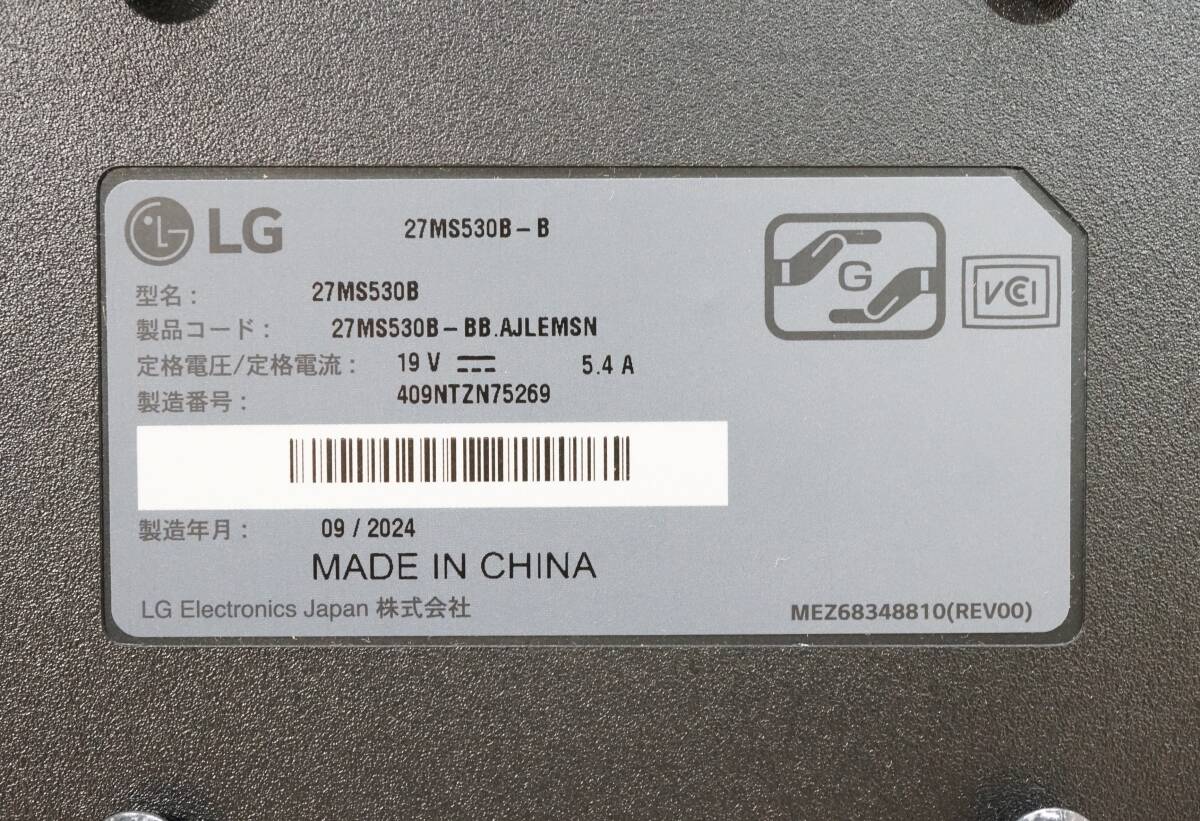 LG 27MS530B-B
型名： 27MS530B
製品コード： 27MS530B-BB.AJLEMSN
定格電圧/定格電流： 19 V 5.4 A
製造番号： 409NTZN75269
製造年月： 09 / 2024
MADE IN CHINA
LG Electronics Japan 株式会社
G
VCCI
MEZ68348810(REV00)